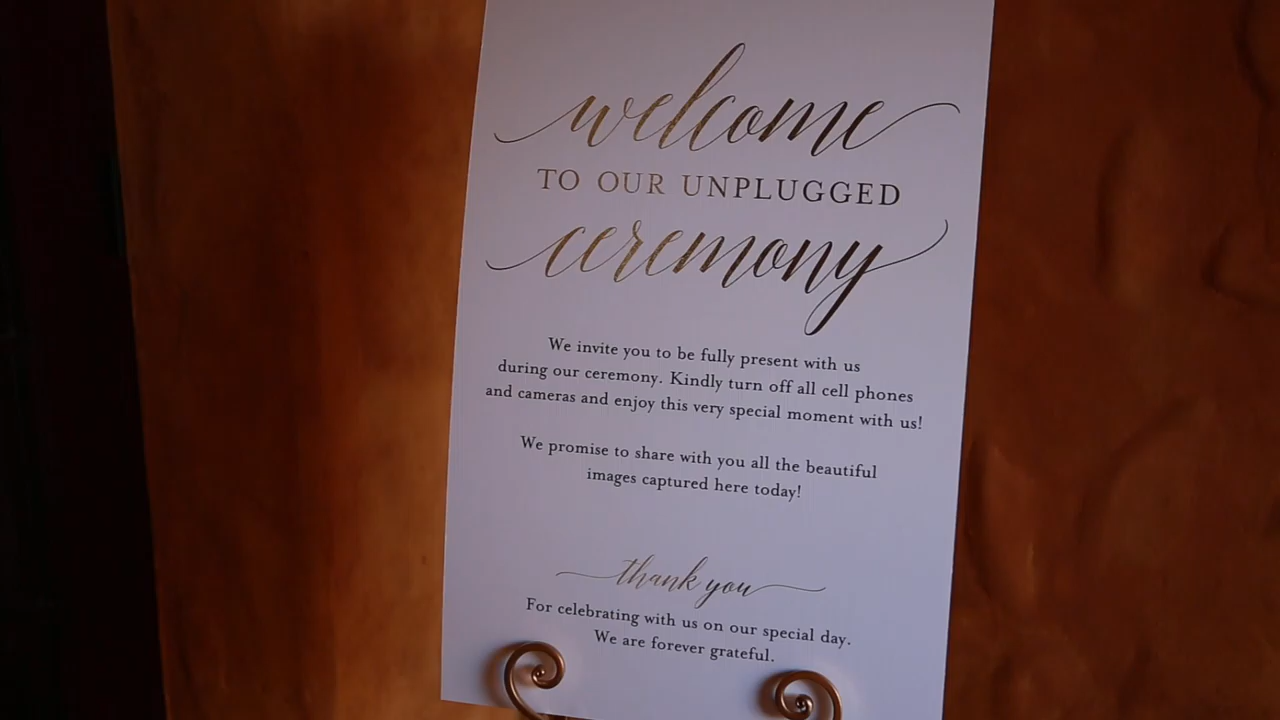 welcome
TO OUR UNPLUGGED
ceremony
We invite you to be fully present with us
during our ceremony. Kindly turn off all cell phones
and cameras and enjoy this very special moment with us!
We promise to share with you all the beautiful
images captured here today!
thank you
For celebrating with us on our special day.
We are forever grateful.